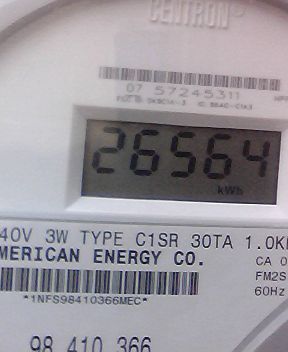 CENTRON®
07 57245311
26564
kWh
40V 3W TYPE C1SR 30TA 1.0K
MERICAN ENERGY CO.
CA 0
FM2S
*1NFS98410366MEC*
60Hz
98 410 366